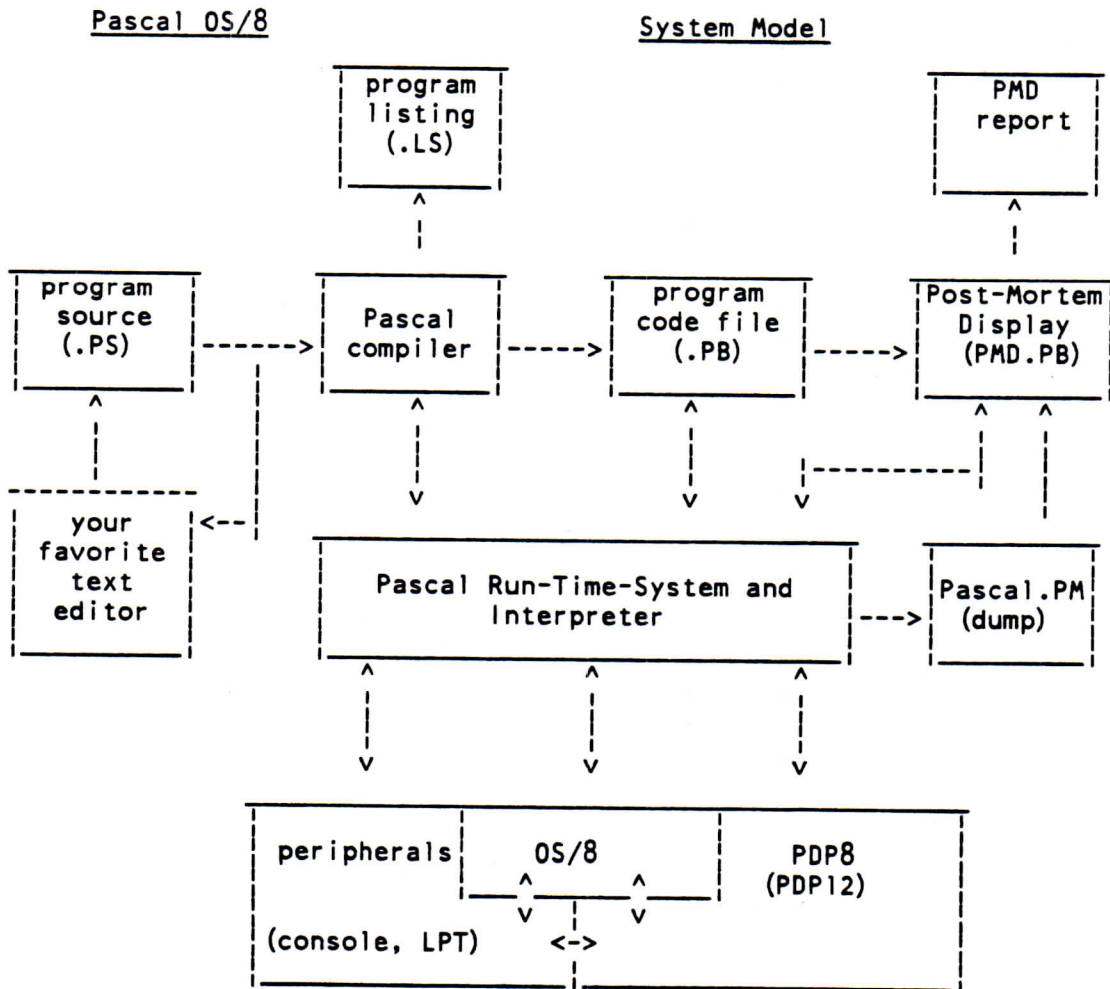 Pascal OS/8
System Model
program
listing
(.LS)
PMD
report
program
source
(.PS)
Pascal
compiler
program
code file
(.PB)
Post-Mortem
Display
(PMD.PB)
your
favorite
text
editor
Pascal Run-Time-System and
Interpreter
Pascal.PM
(dump)
peripherals
OS/8
PDP8
(PDP12)
(console, LPT)